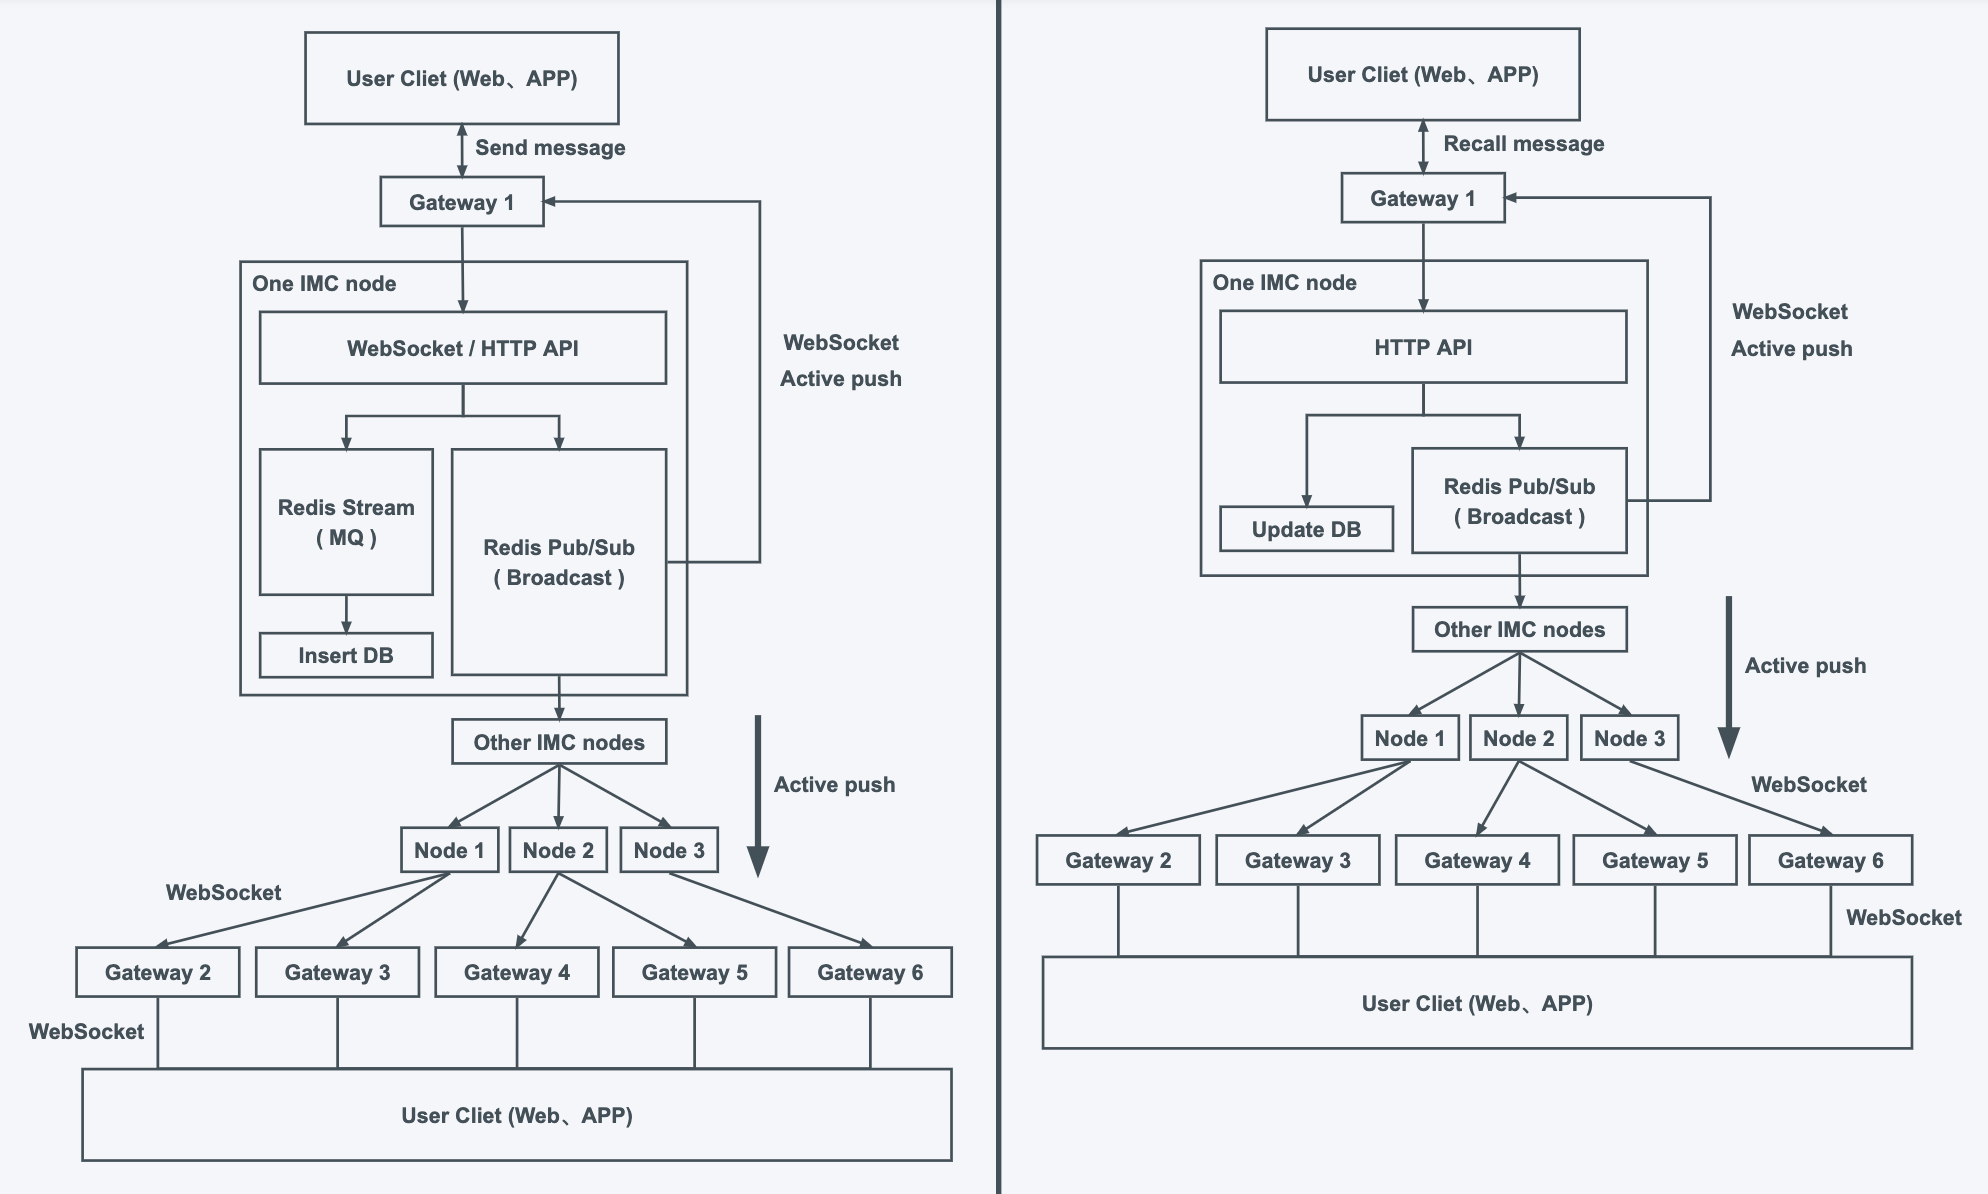 User Cliet (Web、APP)
Send message
Gateway 1
One IMC node
WebSocket / HTTP API
WebSocket
Active push
Redis Stream
( MQ )
Redis Pub/Sub
( Broadcast )
Insert DB
Other IMC nodes
Active push
Node 1
Node 2
Node 3
WebSocket
Gateway 2
Gateway 3
Gateway 4
Gateway 5
Gateway 6
WebSocket
User Cliet (Web、APP)
User Cliet (Web、APP)
Recall message
Gateway 1
One IMC node
WebSocket
Active push
HTTP API
Redis Pub/Sub
( Broadcast )
Update DB
Other IMC nodes
Active push
Node 1
Node 2
Node 3
WebSocket
Gateway 2
Gateway 3
Gateway 4
Gateway 5
Gateway 6
WebSocket
User Cliet (Web、APP)